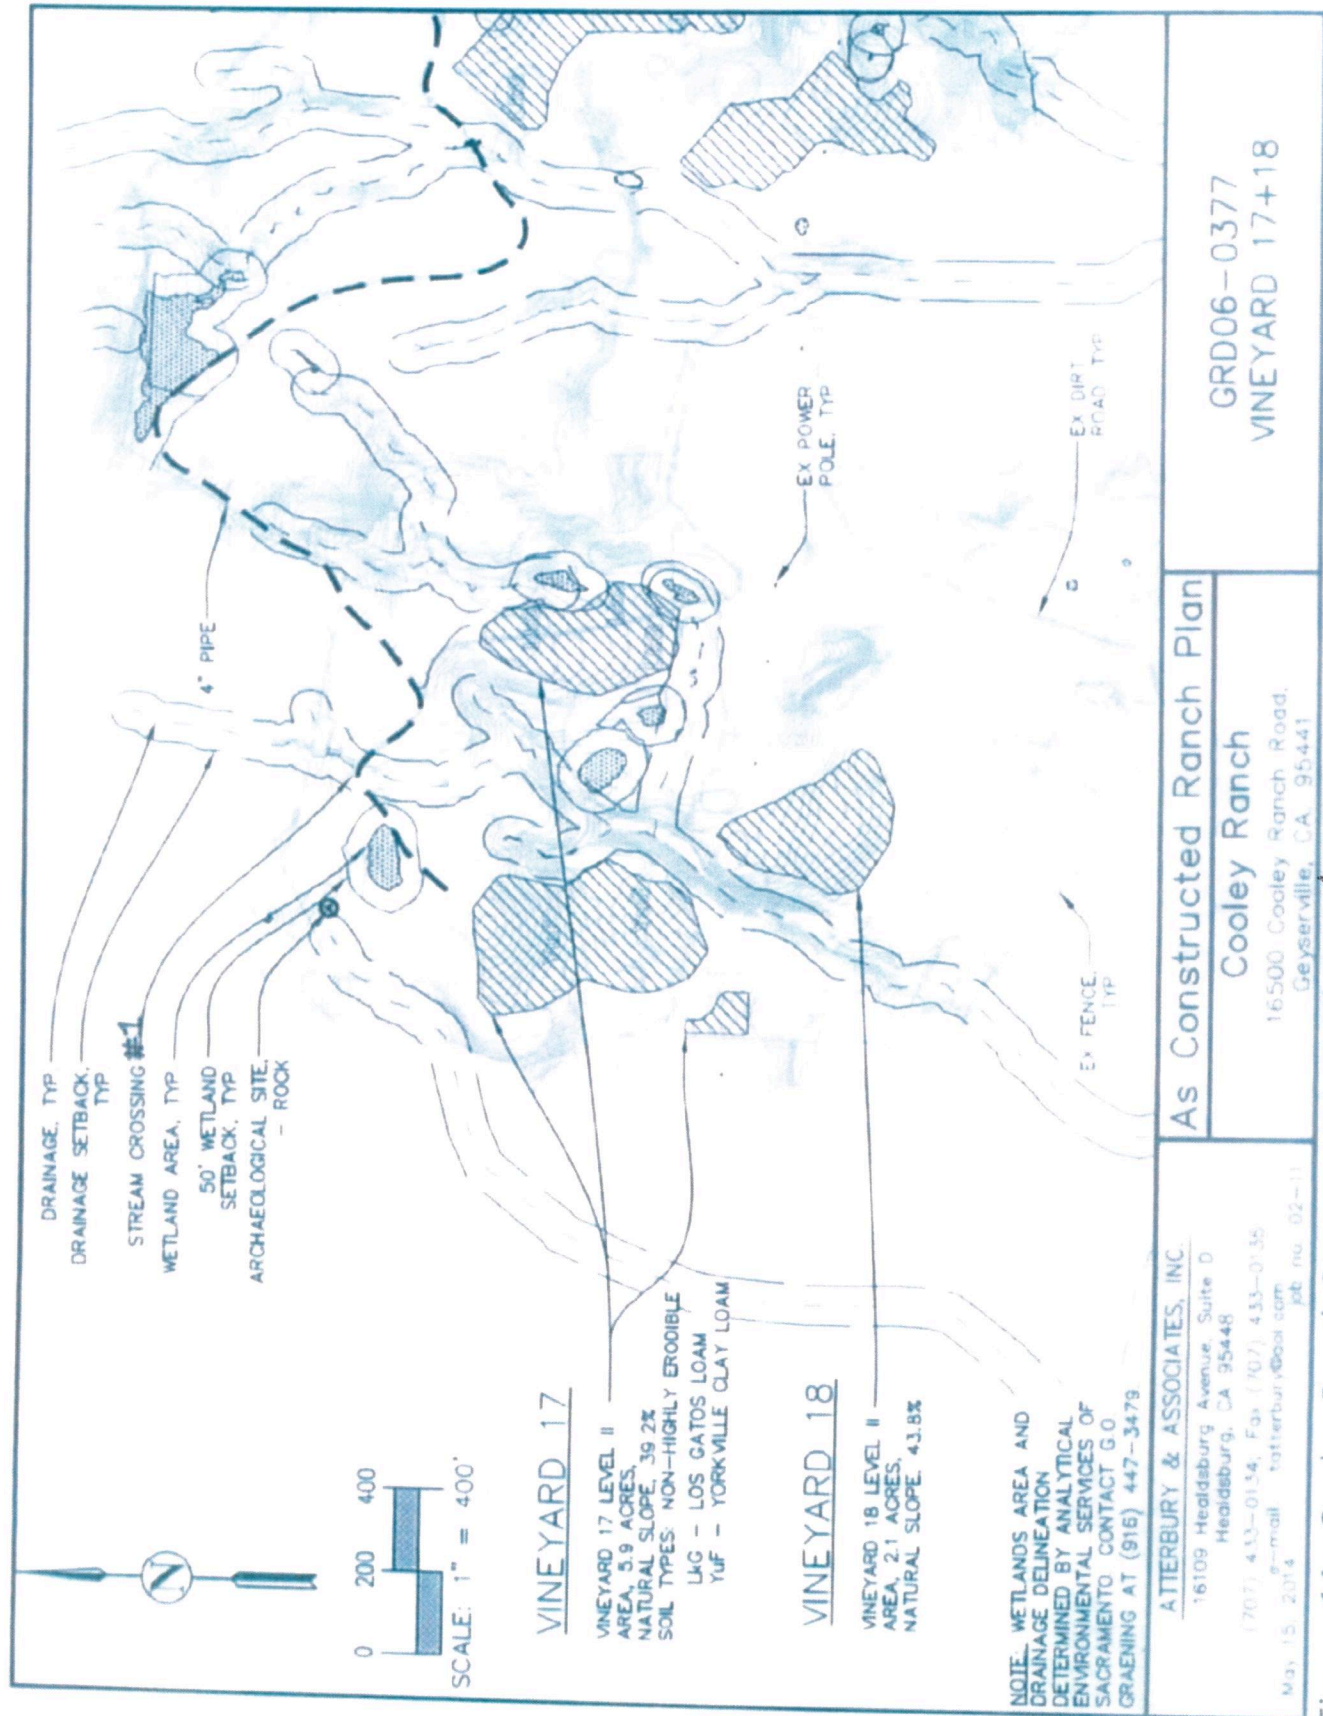 DRAINAGE, TYP
DRAINAGE SETBACK,
TYP
STREAM CROSSING #1
WETLAND AREA, TYP
50' WETLAND
SETBACK, TYP
ARCHAEOLOGICAL SITE,
- ROCK
4" PIPE
N
0 200 400
SCALE: 1" = 400'
VINEYARD 17
VINEYARD 17 LEVEL II
AREA, 5.9 ACRES,
NATURAL SLOPE, 39.2%
SOIL TYPES: NON-HIGHLY ERODIBLE
LkG - LOS GATOS LOAM
YuF - YORKVILLE CLAY LOAM
VINEYARD 18
VINEYARD 18 LEVEL II
AREA, 2.1 ACRES,
NATURAL SLOPE, 43.8%
EX POWER
POLE, TYP
EX DIRT
ROAD TYP
EX FENCE,
TYP
NOTE: WETLANDS AREA AND
DRAINAGE DELINEATION
DETERMINED BY ANALYTICAL
ENVIRONMENTAL SERVICES OF
SACRAMENTO CONTACT G.O.
GRAENING AT (916) 447-3479
ATTERBURY & ASSOCIATES, INC.
16109 Healdsburg Avenue, Suite D
Healdsburg, CA 95448
(707) 433-0134, Fax (707) 433-0135
e-mail tatterbury@aol.com
May 15, 2014 job no. 02-11
As Constructed Ranch Plan
Cooley Ranch
16500 Cooley Ranch Road,
Geyserville, CA 95441
GRD06-0377
VINEYARD 17+18